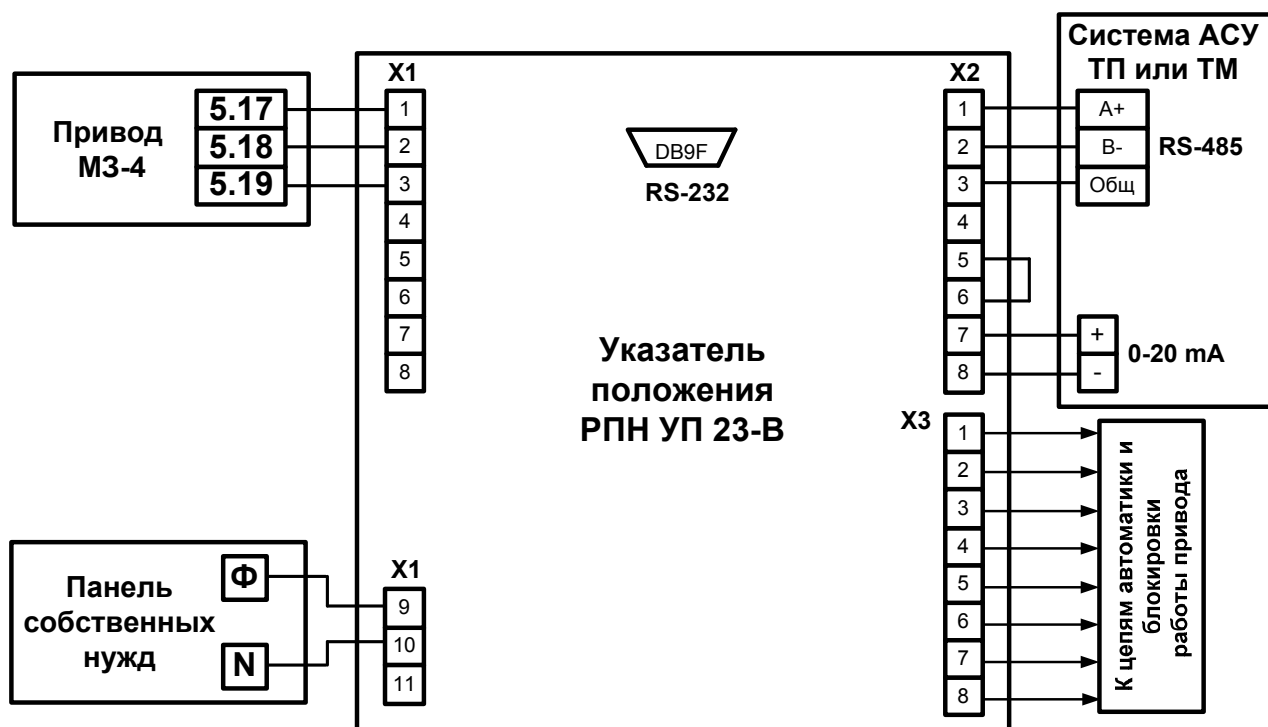 Привод
МЗ-4
5.17
5.18
5.19
X1
1
2
3
4
5
6
7
8
DB9F
RS-232
Указатель
положения
РПН УП 23-В
X2
1
2
3
4
5
6
7
8
Система АСУ
ТП или ТМ
A+
B-
Общ
RS-485
+
-
0-20 mA
X3
1
2
3
4
5
6
7
8
К цепям автоматики и
блокировки
работы привода
Панель
собственных
нужд
Ф
N
X1
9
10
11